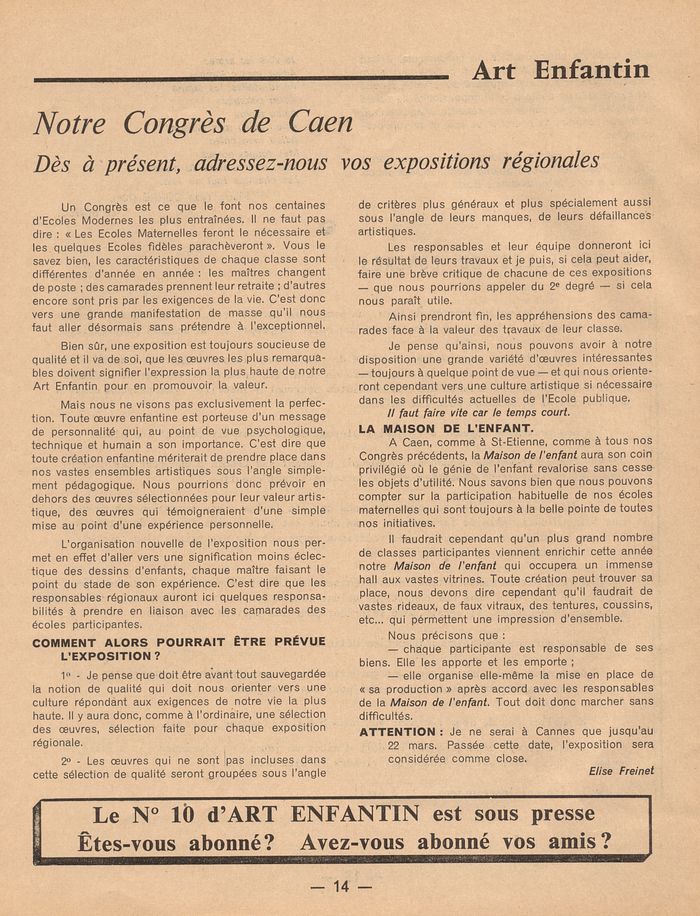 Art Enfantin
Notre Congrès de Caen
Dès à présent, adressez-nous vos expositions régionales
Un Congrès est ce que le font nos centaines
d'Ecoles Modernes les plus entraînées. Il ne faut pas
dire : « Les Ecoles Maternelles feront le nécessaire et
les quelques Ecoles fidèles parachèveront ». Vous le
savez bien, les caractéristiques de chaque classe sont
différentes d'année en année : les maîtres changent
de poste ; des camarades prennent leur retraite ; d'autres
encore sont pris par les exigences de la vie. C'est donc
vers une grande manifestation de masse qu'il nous
faut aller désormais sans prétendre à l'exceptionnel.
Bien sûr, une exposition est toujours soucieuse de
qualité et il va de soi, que les œuvres les plus remarqua-
bles doivent signifier l'expression la plus haute de notre
Art Enfantin pour en promouvoir la valeur.
Mais nous ne visons pas exclusivement la perfec-
tion. Toute œuvre enfantine est porteuse d'un message
de personnalité qui, au point de vue psychologique,
technique et humain a son importance. C'est dire que
toute création enfantine mériterait de prendre place dans
nos vastes ensembles artistiques sous l'angle simple-
ment pédagogique. Nous pourrions donc prévoir en
dehors des œuvres sélectionnées pour leur valeur artis-
tique, des œuvres qui témoigneraient d'une simple
mise au point d'une expérience personnelle.
L'organisation nouvelle de l'exposition nous per-
met en effet d'aller vers une signification moins éclec-
tique des dessins d'enfants, chaque maître faisant le
point du stade de son expérience. C'est dire que les
responsables régionaux auront ici quelques responsa-
bilités à prendre en liaison avec les camarades des
écoles participantes.
COMMENT ALORS POURRAIT ÊTRE PRÉVUE
L'EXPOSITION ?
1º - Je pense que doit être avant tout sauvegardée
la notion de qualité qui doit nous orienter vers une
culture répondant aux exigences de notre vie la plus
haute. Il y aura donc, comme à l'ordinaire, une sélection
des œuvres, sélection faite pour chaque exposition
régionale.
2º - Les œuvres qui ne sont pas incluses dans
cette sélection de qualité seront groupées sous l'angle
de critères plus généraux et plus spécialement aussi
sous l'angle de leurs manques, de leurs défaillances
artistiques.
Les responsables et leur équipe donneront ici
le résultat de leurs travaux et je puis, si cela peut aider,
faire une brève critique de chacune de ces expositions
— que nous pourrions appeler du 2e degré — si cela
nous paraît utile.
Ainsi prendront fin, les appréhensions des cama-
rades face à la valeur des travaux de leur classe.
Je pense qu'ainsi, nous pouvons avoir à notre
disposition une grande variété d'œuvres intéressantes
— toujours à quelque point de vue — et qui nous oriente-
ront cependant vers une culture artistique si nécessaire
dans les difficultés actuelles de l'Ecole publique.
Il faut faire vite car le temps court.
LA MAISON DE L'ENFANT.
A Caen, comme à St-Etienne, comme à tous nos
Congrès précédents, la Maison de l'enfant aura son coin
privilégié où le génie de l'enfant revalorise sans cesse
les objets d'utilité. Nous savons bien que nous pouvons
compter sur la participation habituelle de nos écoles
maternelles qui sont toujours à la belle pointe de toutes
nos initiatives.
Il faudrait cependant qu'un plus grand nombre
de classes participantes viennent enrichir cette année
notre Maison de l'enfant qui occupera un immense
hall aux vastes vitrines. Toute création peut trouver sa
place, nous devons dire cependant qu'il faudrait de
vastes rideaux, de faux vitraux, des tentures, coussins,
etc... qui permettent une impression d'ensemble.
Nous précisons que :
— chaque participante est responsable de ses
biens. Elle les apporte et les emporte ;
— elle organise elle-même la mise en place de
« sa production » après accord avec les responsables
de la Maison de l'enfant. Tout doit donc marcher sans
difficultés.
ATTENTION : Je ne serai à Cannes que jusqu'au
22 mars. Passée cette date, l'exposition sera
considérée comme close.
Elise Freinet
Le Nº 10 d'ART ENFANTIN est sous presse
Êtes-vous abonné ? Avez-vous abonné vos amis ?
— 14 —